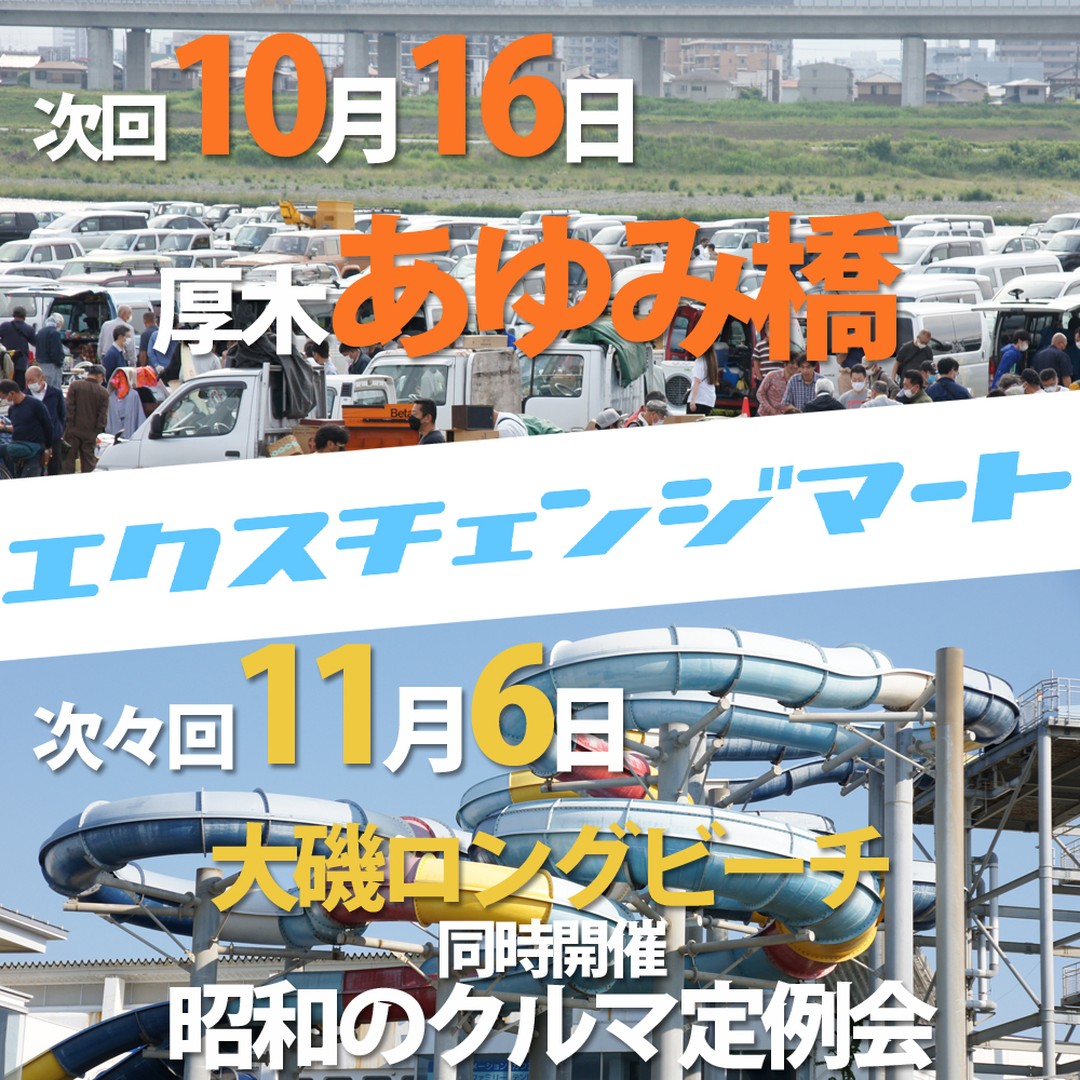 次回10月16日
厚木あゆみ橋
Beta
エクスチェンジマート
次々回11月6日
大磯ロングビーチ
同時開催
昭和のクルマ定例会